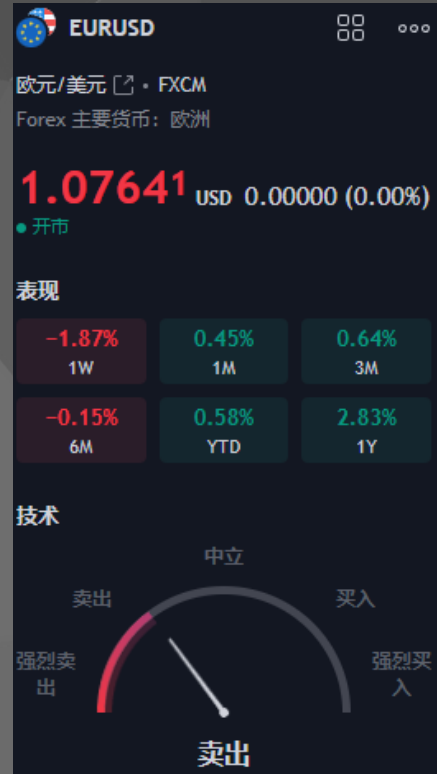 EURUSD
欧元/美元 · FXCM
Forex 主要货币：欧洲
1.07641 USD 0.00000 (0.00%)
开市
表现
−1.87% 0.45% 0.64%
1W 1M 3M
−0.15% 0.58% 2.83%
6M YTD 1Y
技术
中立
卖出 买入
强烈卖出 强烈买入
卖出